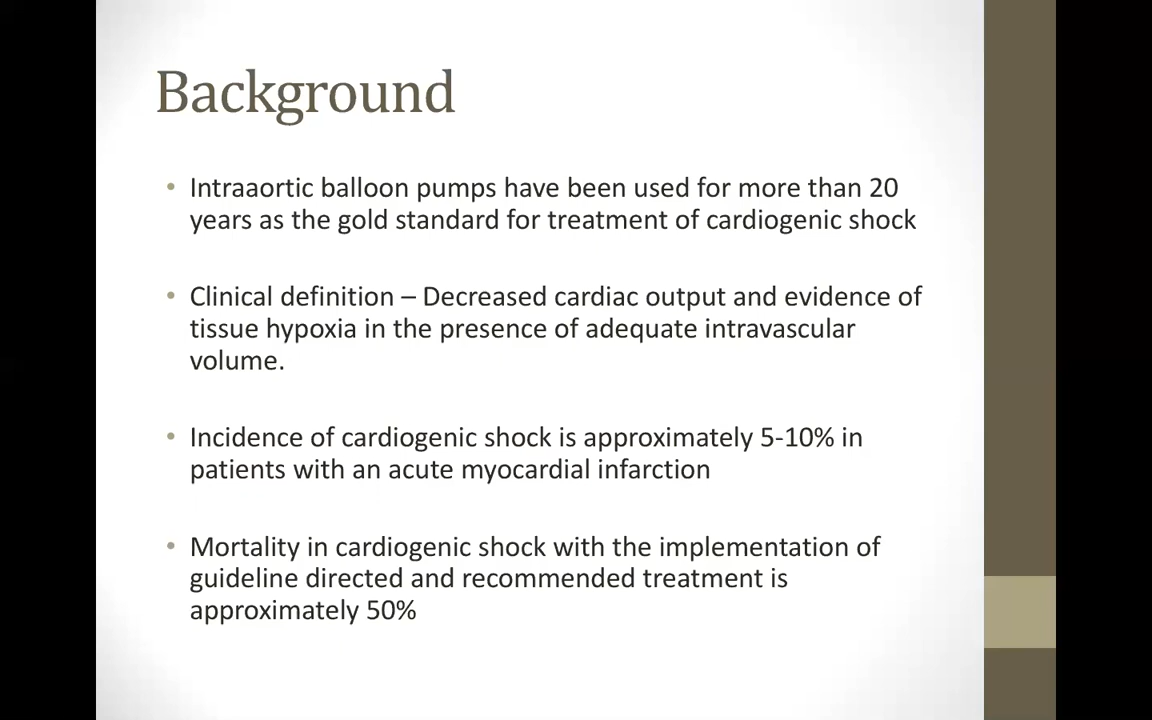 Background
• Intraaortic balloon pumps have been used for more than 20
years as the gold standard for treatment of cardiogenic shock
• Clinical definition – Decreased cardiac output and evidence of
tissue hypoxia in the presence of adequate intravascular
volume.
• Incidence of cardiogenic shock is approximately 5-10% in
patients with an acute myocardial infarction
• Mortality in cardiogenic shock with the implementation of
guideline directed and recommended treatment is
approximately 50%